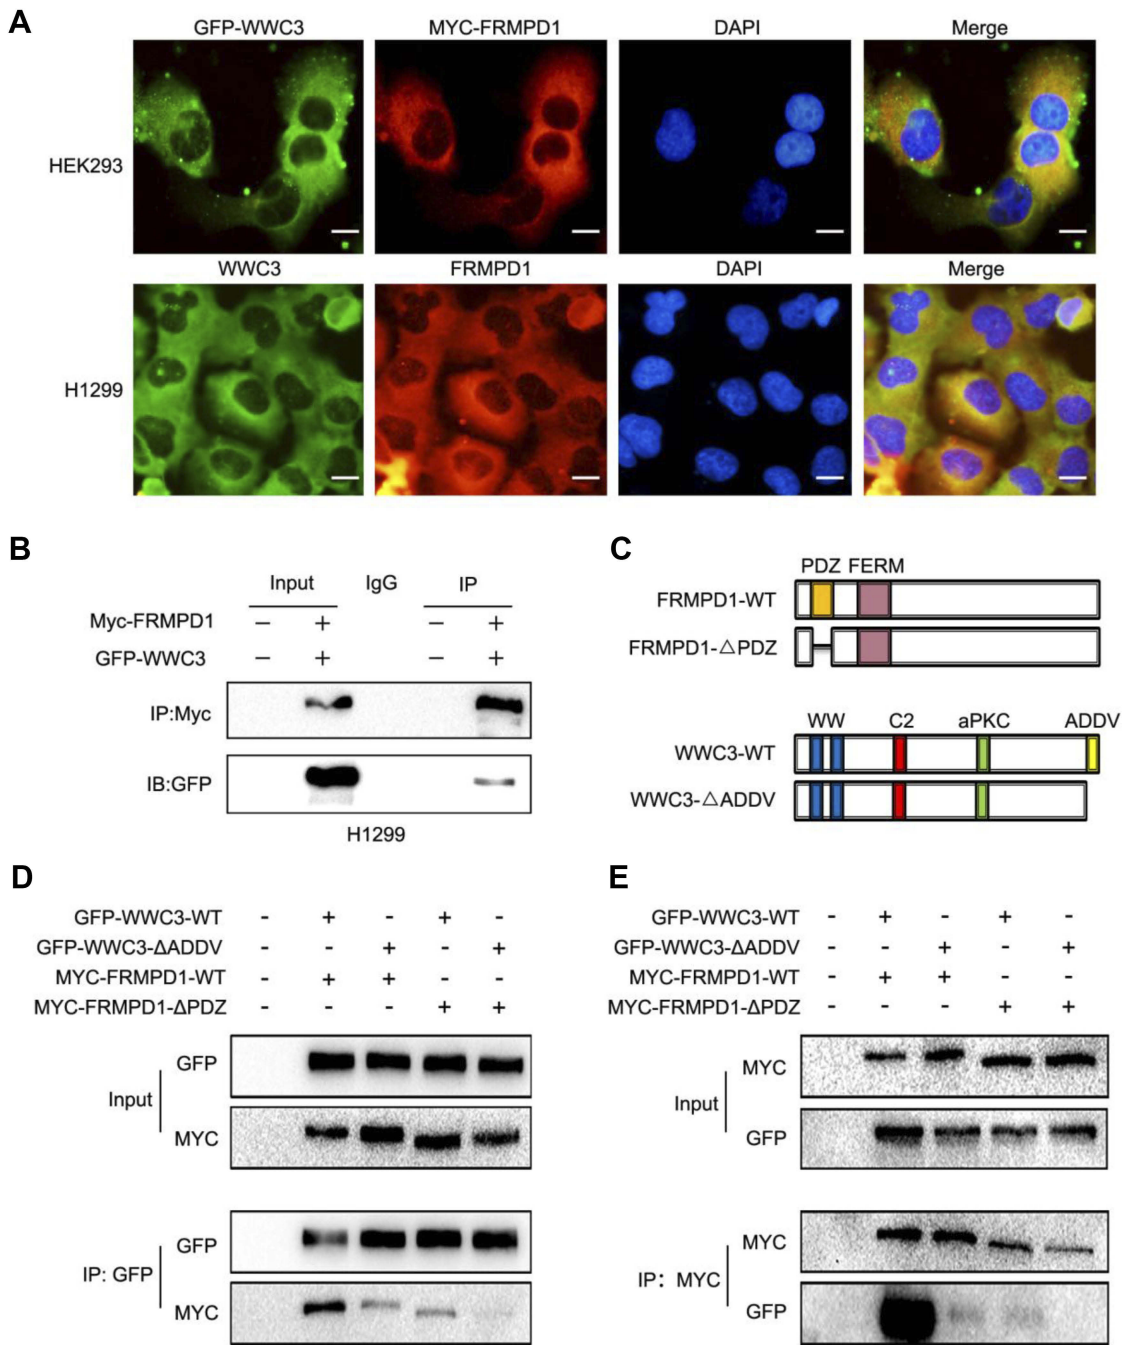 A
GFP-WWC3 MYC-FRMPD1 DAPI Merge
HEK293
WWC3 FRMPD1 DAPI Merge
H1299
B
Input IgG IP
Myc-FRMPD1 − + − +
GFP-WWC3 − + − +
IP:Myc
IB:GFP
H1299
C
PDZ FERM
FRMPD1-WT
FRMPD1-△PDZ
WW C2 aPKC ADDV
WWC3-WT
WWC3-△ADDV
D
GFP-WWC3-WT - + - + -
GFP-WWC3-ΔADDV - - + - +
MYC-FRMPD1-WT - + + - -
MYC-FRMPD1-ΔPDZ - - - + +
GFP
Input
MYC
GFP
IP: GFP
MYC
E
GFP-WWC3-WT - + - + -
GFP-WWC3-ΔADDV - - + - +
MYC-FRMPD1-WT - + + - -
MYC-FRMPD1-ΔPDZ - - - + +
MYC
Input
GFP
MYC
IP: MYC
GFP